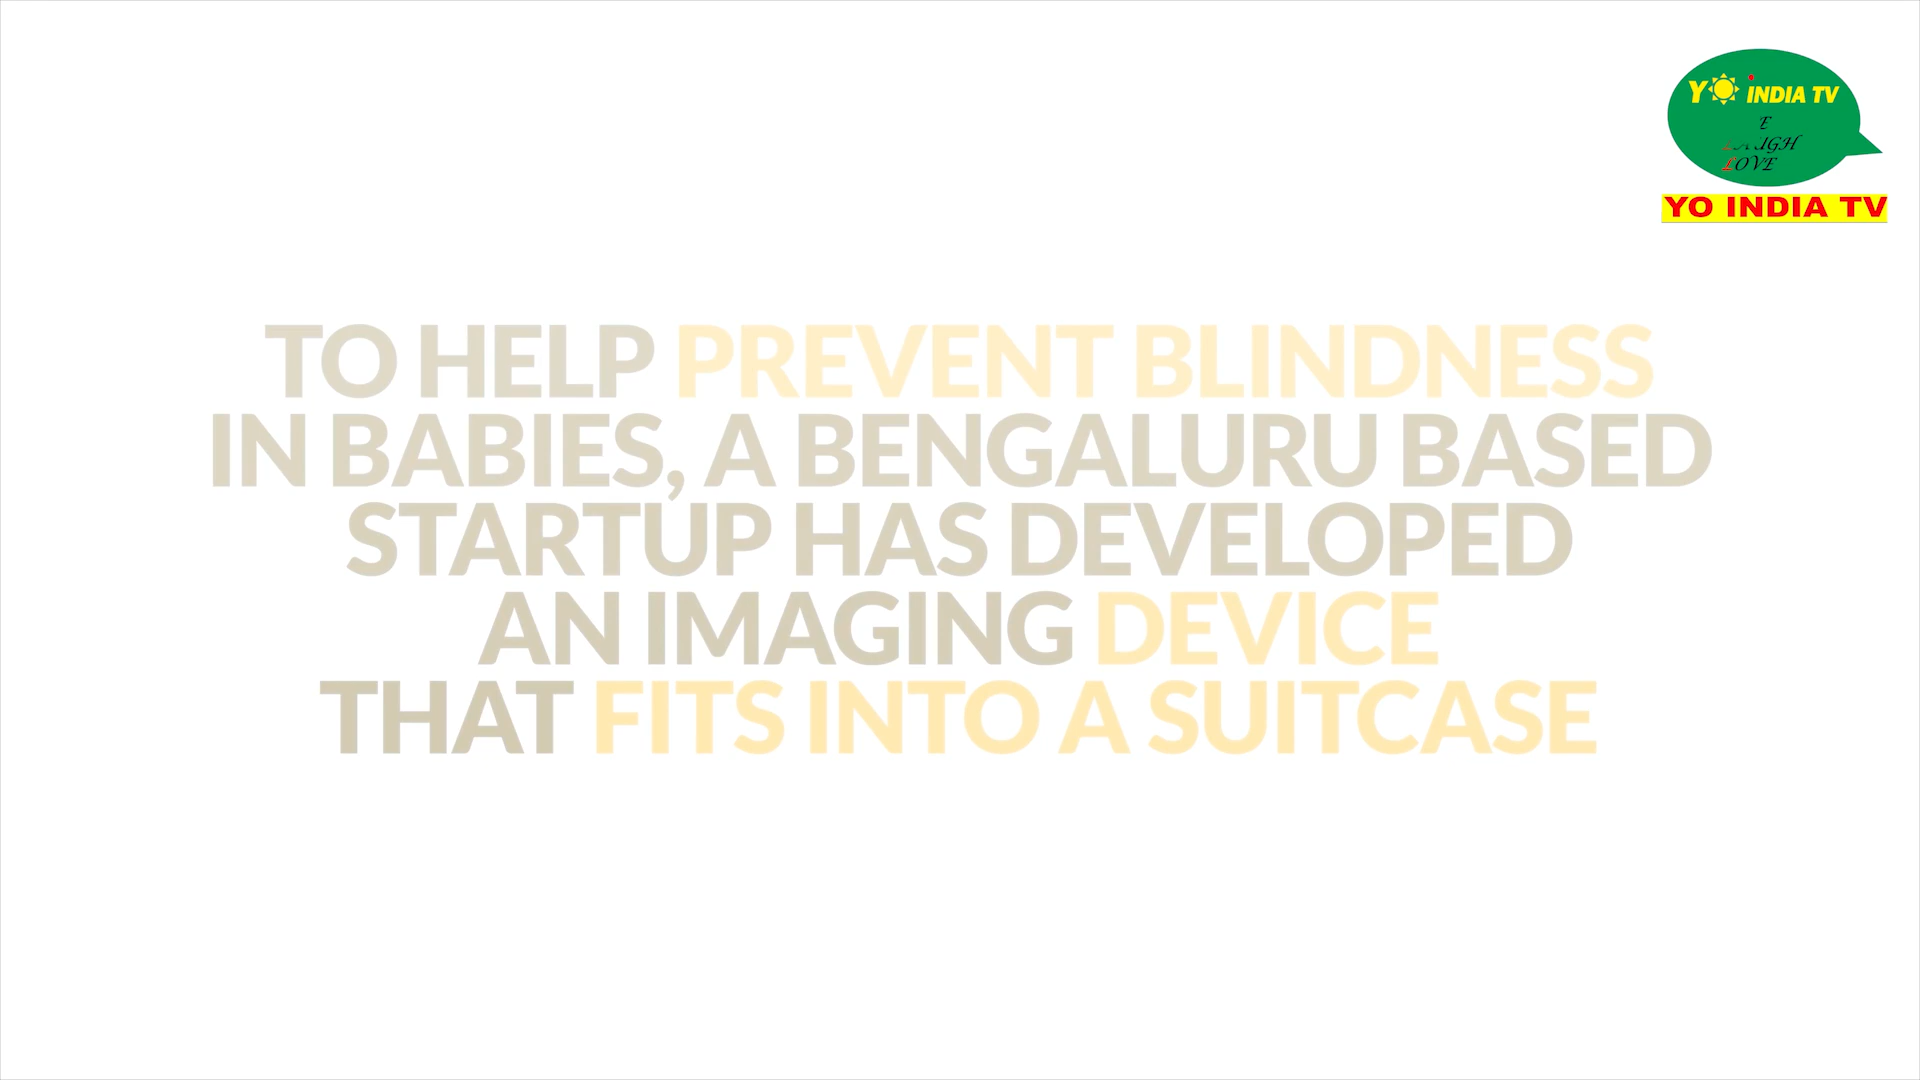 YO INDIA TV
LOVE
YO INDIA TV
TO HELP PREVENT BLINDNESS
IN BABIES, A BENGALURU BASED
STARTUP HAS DEVELOPED
AN IMAGING DEVICE
THAT FITS INTO A SUITCASE